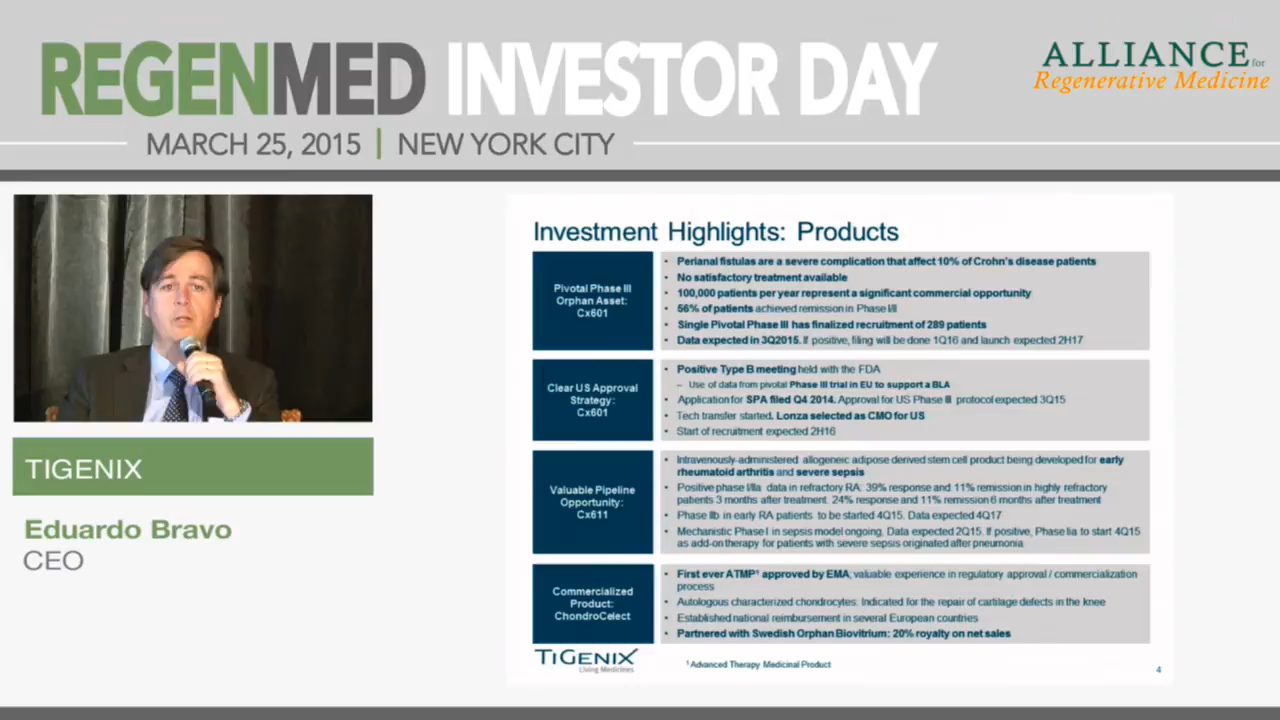 REGENMED INVESTOR DAY
MARCH 25, 2015 | NEW YORK CITY
ALLIANCE for
Regenerative Medicine
TIGENIX
Eduardo Bravo
CEO
Investment Highlights: Products
Pivotal Phase III
Orphan Asset:
Cx601
• Perianal fistulas are a severe complication that affect 10% of Crohn's disease patients
• No satisfactory treatment available
• 100,000 patients per year represent a significant commercial opportunity
• 56% of patients achieved remission in Phase I/II
• Single Pivotal Phase III has finalized recruitment of 289 patients
• Data expected in 3Q2015. If positive, filing will be done 1Q16 and launch expected 2H17
Clear US Approval
Strategy:
Cx601
• Positive Type B meeting held with the FDA
– Use of data from pivotal Phase III trial in EU to support a BLA
• Application for SPA filed Q4 2014. Approval for US Phase III protocol expected 3Q15
• Tech transfer started. Lonza selected as CMO for US
• Start of recruitment expected 2H16
Valuable Pipeline
Opportunity:
Cx611
• Intravenously-administered allogeneic adipose derived stem cell product being developed for early
rheumatoid arthritis and severe sepsis
• Positive phase I/IIa data in refractory RA: 39% response and 11% remission in highly refractory
patients 3 months after treatment. 24% response and 11% remission 6 months after treatment
• Phase IIb in early RA patients to be started 4Q15. Data expected 4Q17
• Mechanistic Phase I in sepsis model ongoing. Data expected 2Q15. If positive, Phase IIa to start 4Q15
as add-on therapy for patients with severe sepsis originated after pneumonia
Commercialized
Product:
ChondroCelect
• First ever ATMP¹ approved by EMA; valuable experience in regulatory approval / commercialization
process
• Autologous characterized chondrocytes: Indicated for the repair of cartilage defects in the knee
• Established national reimbursement in several European countries
• Partnered with Swedish Orphan Biovitrium: 20% royalty on net sales
TiGENIX
Living Medicines
¹ Advanced Therapy Medicinal Product
4